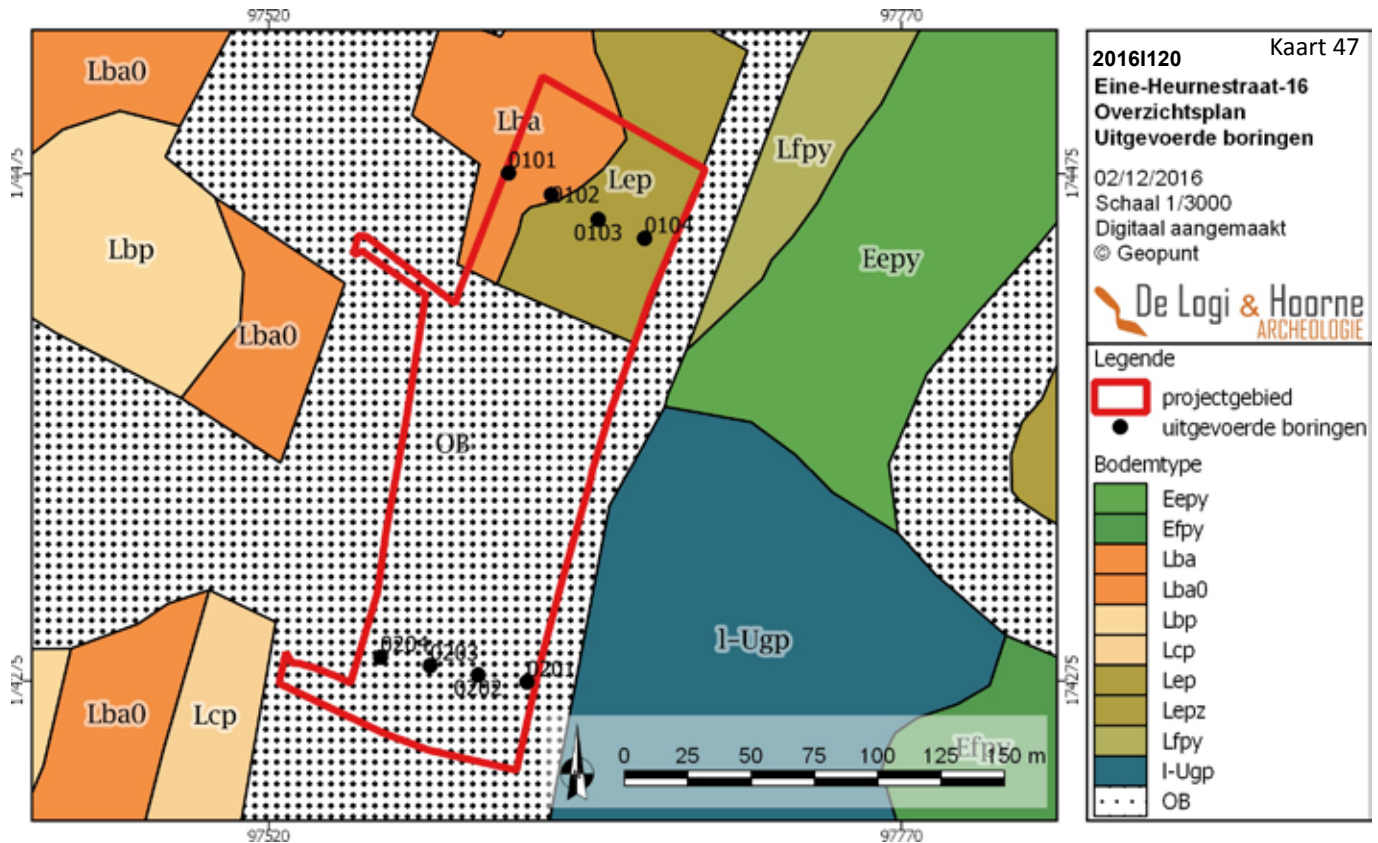 97520
97770
Lba0
Lba
Lfpy
174475
174475
0101
Lep
0102
0103
0104
Lbp
Eepy
Lba0
OB
l-Ugp
0204
0203
0202
0201
174275
174275
Lba0
Lcp
Efpy
0 25 50 75 100 125 150 m
97520
97770
Kaart 47
2016I120
Eine-Heurnestraat-16
Overzichtsplan
Uitgevoerde boringen
02/12/2016
Schaal 1/3000
Digitaal aangemaakt
© Geopunt
De Logi & Hoorne
ARCHEOLOGIE
Legende
projectgebied
uitgevoerde boringen
Bodemtype
Eepy
Efpy
Lba
Lba0
Lbp
Lcp
Lep
Lepz
Lfpy
l-Ugp
OB